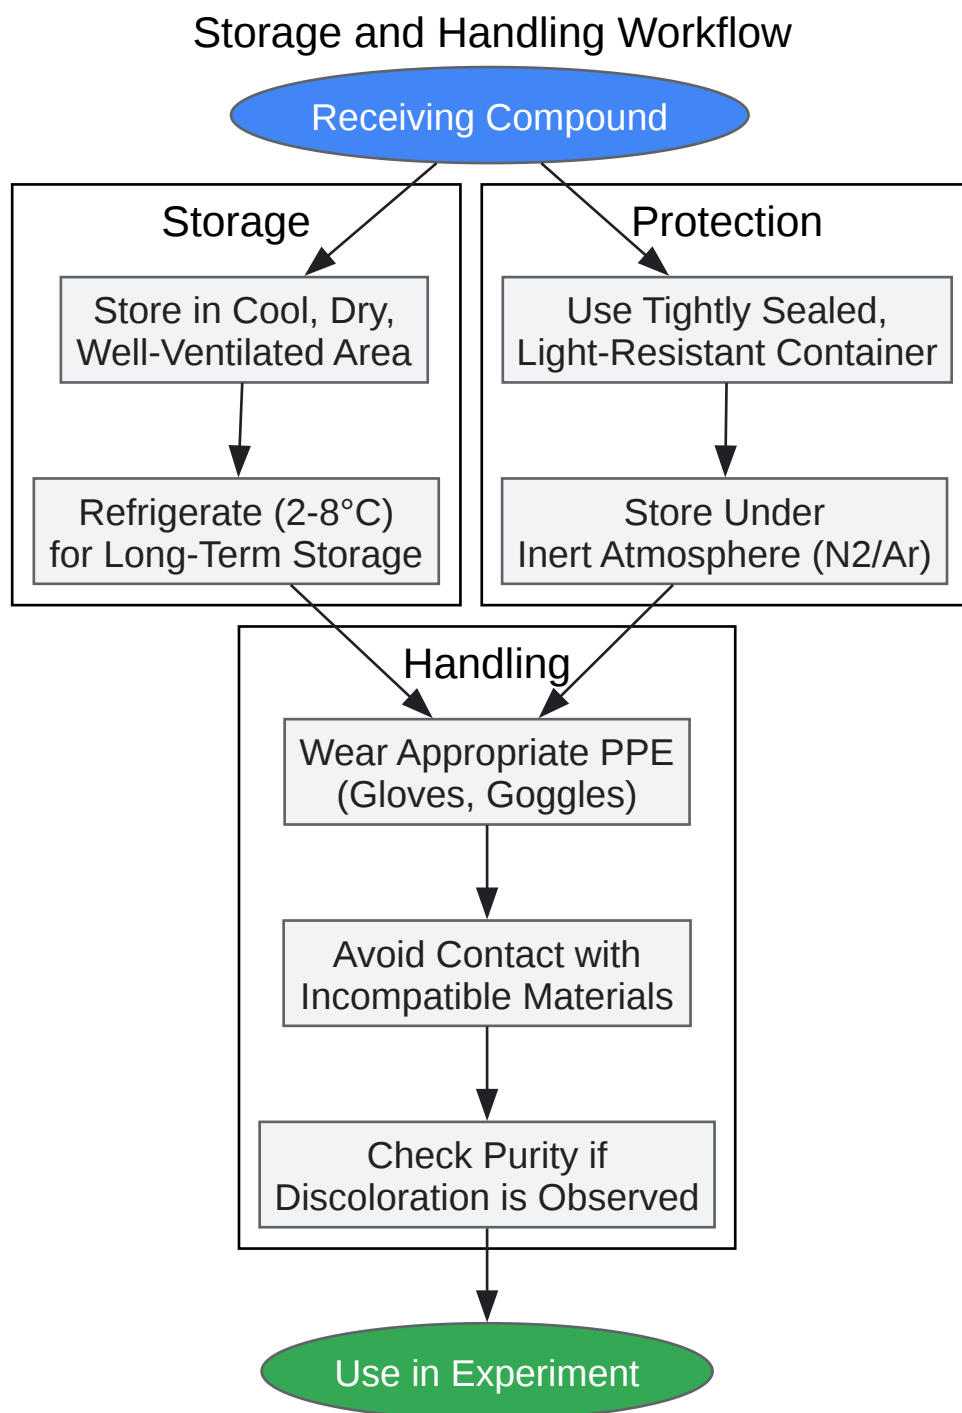 Storage and Handling Workflow
Receiving Compound
Storage
Store in Cool, Dry,
Well-Ventilated Area
Refrigerate (2-8°C)
for Long-Term Storage
Protection
Use Tightly Sealed,
Light-Resistant Container
Store Under
Inert Atmosphere (N2/Ar)
Handling
Wear Appropriate PPE
(Gloves, Goggles)
Avoid Contact with
Incompatible Materials
Check Purity if
Discoloration is Observed
Use in Experiment